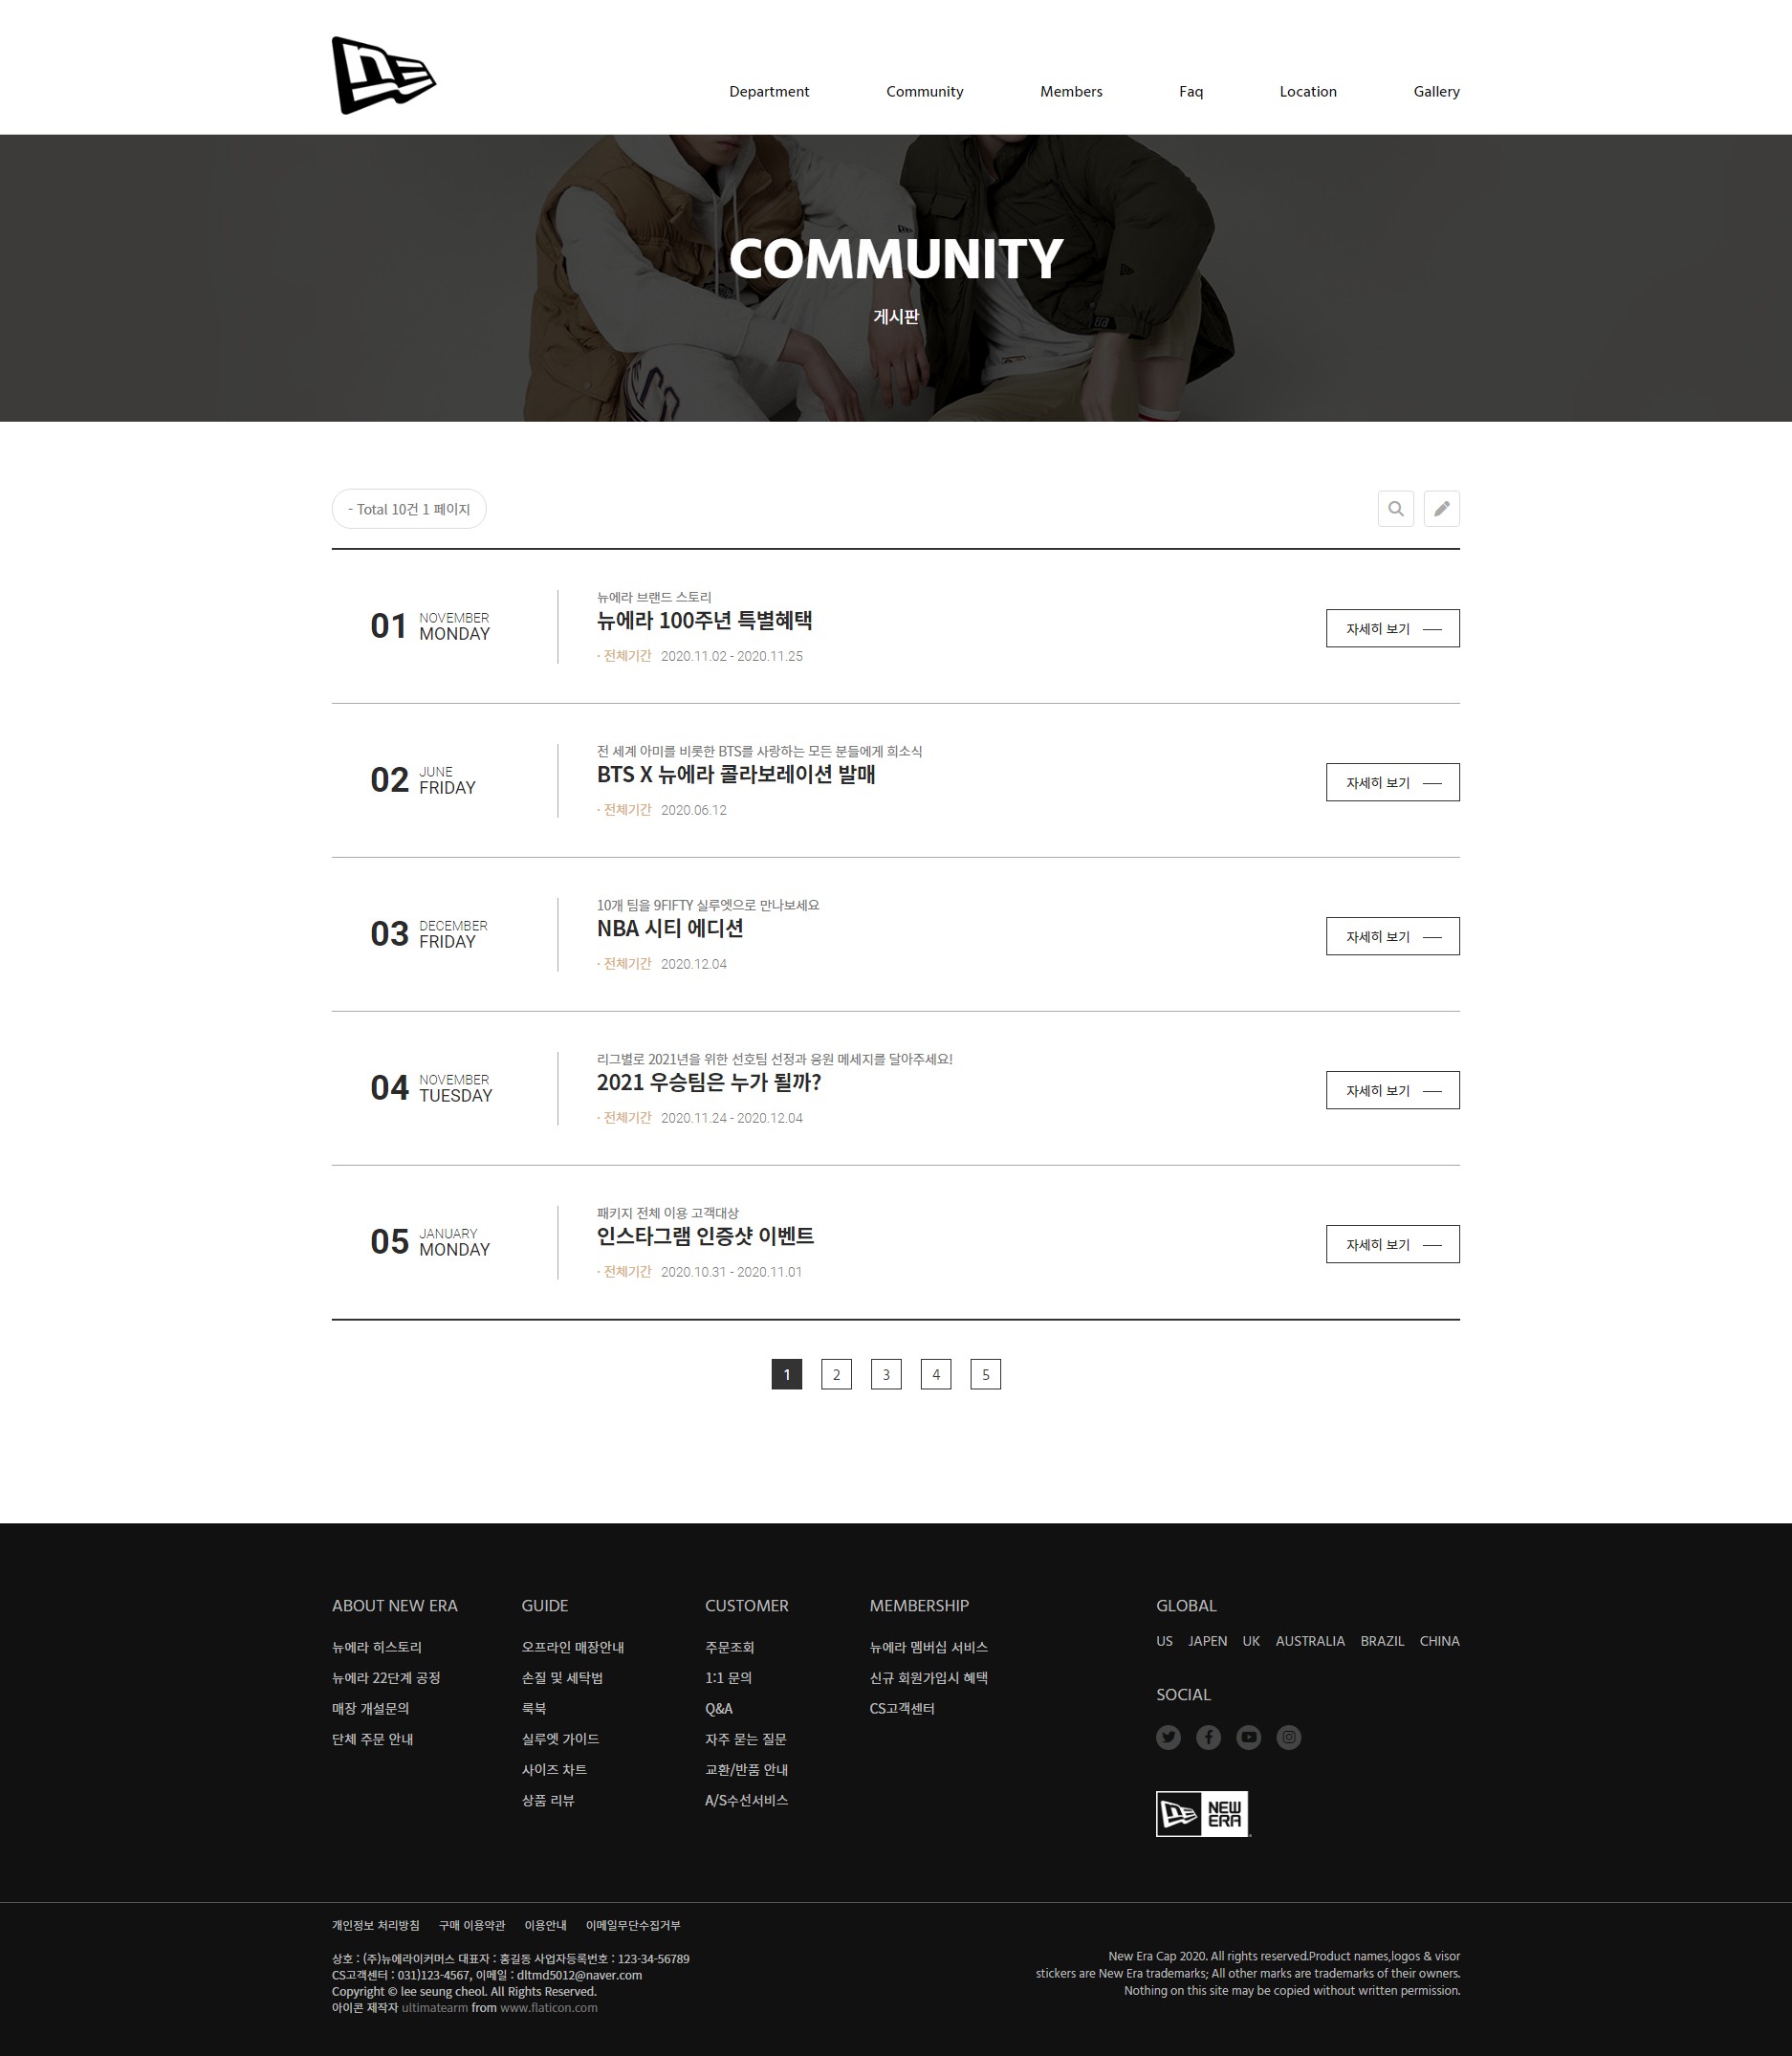 Department Community Members Faq Location Gallery
COMMUNITY
게시판
- Total 10건 1 페이지
01 NOVEMBER MONDAY
뉴에라 브랜드 스토리
뉴에라 100주년 특별혜택
· 전체기간 2020.11.02 - 2020.11.25
자세히 보기
02 JUNE FRIDAY
전 세계 아미를 비롯한 BTS를 사랑하는 모든 분들에게 희소식
BTS X 뉴에라 콜라보레이션 발매
· 전체기간 2020.06.12
자세히 보기
03 DECEMBER FRIDAY
10개 팀을 9FIFTY 실루엣으로 만나보세요
NBA 시티 에디션
· 전체기간 2020.12.04
자세히 보기
04 NOVEMBER TUESDAY
리그별로 2021년을 위한 선호팀 선정과 응원 메세지를 달아주세요!
2021 우승팀은 누가 될까?
· 전체기간 2020.11.24 - 2020.12.04
자세히 보기
05 JANUARY MONDAY
패키지 전체 이용 고객대상
인스타그램 인증샷 이벤트
· 전체기간 2020.10.31 - 2020.11.01
자세히 보기
1 2 3 4 5
ABOUT NEW ERA
뉴에라 히스토리
뉴에라 22단계 공정
매장 개설문의
단체 주문 안내
GUIDE
오프라인 매장안내
손질 및 세탁법
룩북
실루엣 가이드
사이즈 차트
상품 리뷰
CUSTOMER
주문조회
1:1 문의
Q&A
자주 묻는 질문
교환/반품 안내
A/S수선서비스
MEMBERSHIP
뉴에라 멤버십 서비스
신규 회원가입시 혜택
CS고객센터
GLOBAL
US JAPEN UK AUSTRALIA BRAZIL CHINA
SOCIAL
NEW
ERA
개인정보 처리방침 구매 이용약관 이용안내 이메일무단수집거부
상호 : (주)뉴에라이커머스 대표자 : 홍길동 사업자등록번호 : 123-34-56789
CS고객센터 : 031)123-4567, 이메일 : dltmd5012@naver.com
Copyright © lee seung cheol. All Rights Reserved.
아이콘 제작자 ultimatearm from www.flaticon.com
New Era Cap 2020. All rights reserved.Product names,logos & visor
stickers are New Era trademarks; All other marks are trademarks of their owners.
Nothing on this site may be copied without written permission.